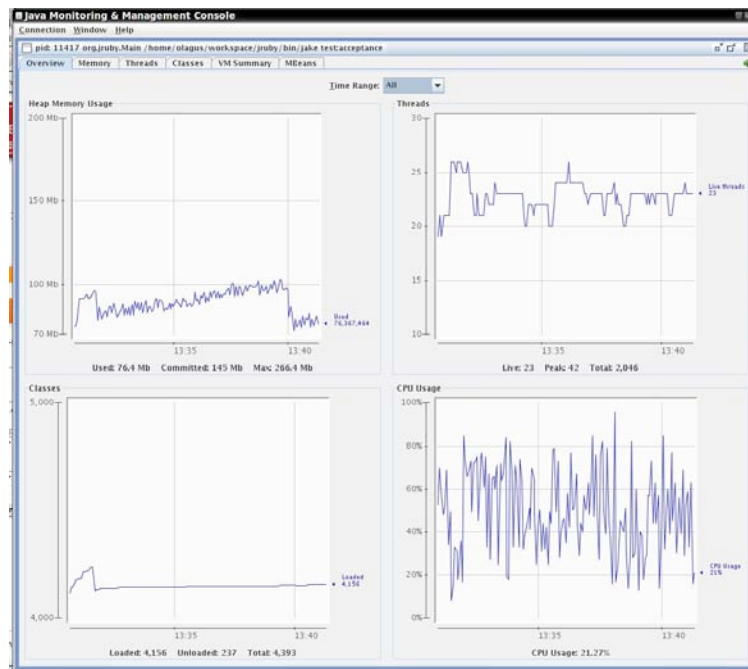 Java Monitoring & Management Console
Connection Window Help
pid: 11417 org.jruby.Main /home/olagus/workspace/jruby/bin/jake test:acceptance
Overview Memory Threads Classes VM Summary MBeans
Time Range: All
Heap Memory Usage
200 Mb
150 Mb
100 Mb
70 Mb
Used
76,367,464
13:35 13:40
Used: 76.4 Mb Committed: 145 Mb Max: 266.4 Mb
Threads
30
25
20
15
10
Live threads
23
13:35 13:40
Live: 23 Peak: 42 Total: 2,046
Classes
5,000
4,000
Loaded
4,156
13:35 13:40
Loaded: 4,156 Unloaded: 237 Total: 4,393
CPU Usage
100%
80%
60%
40%
20%
0%
CPU Usage
21%
13:35 13:40
CPU Usage: 21.27%